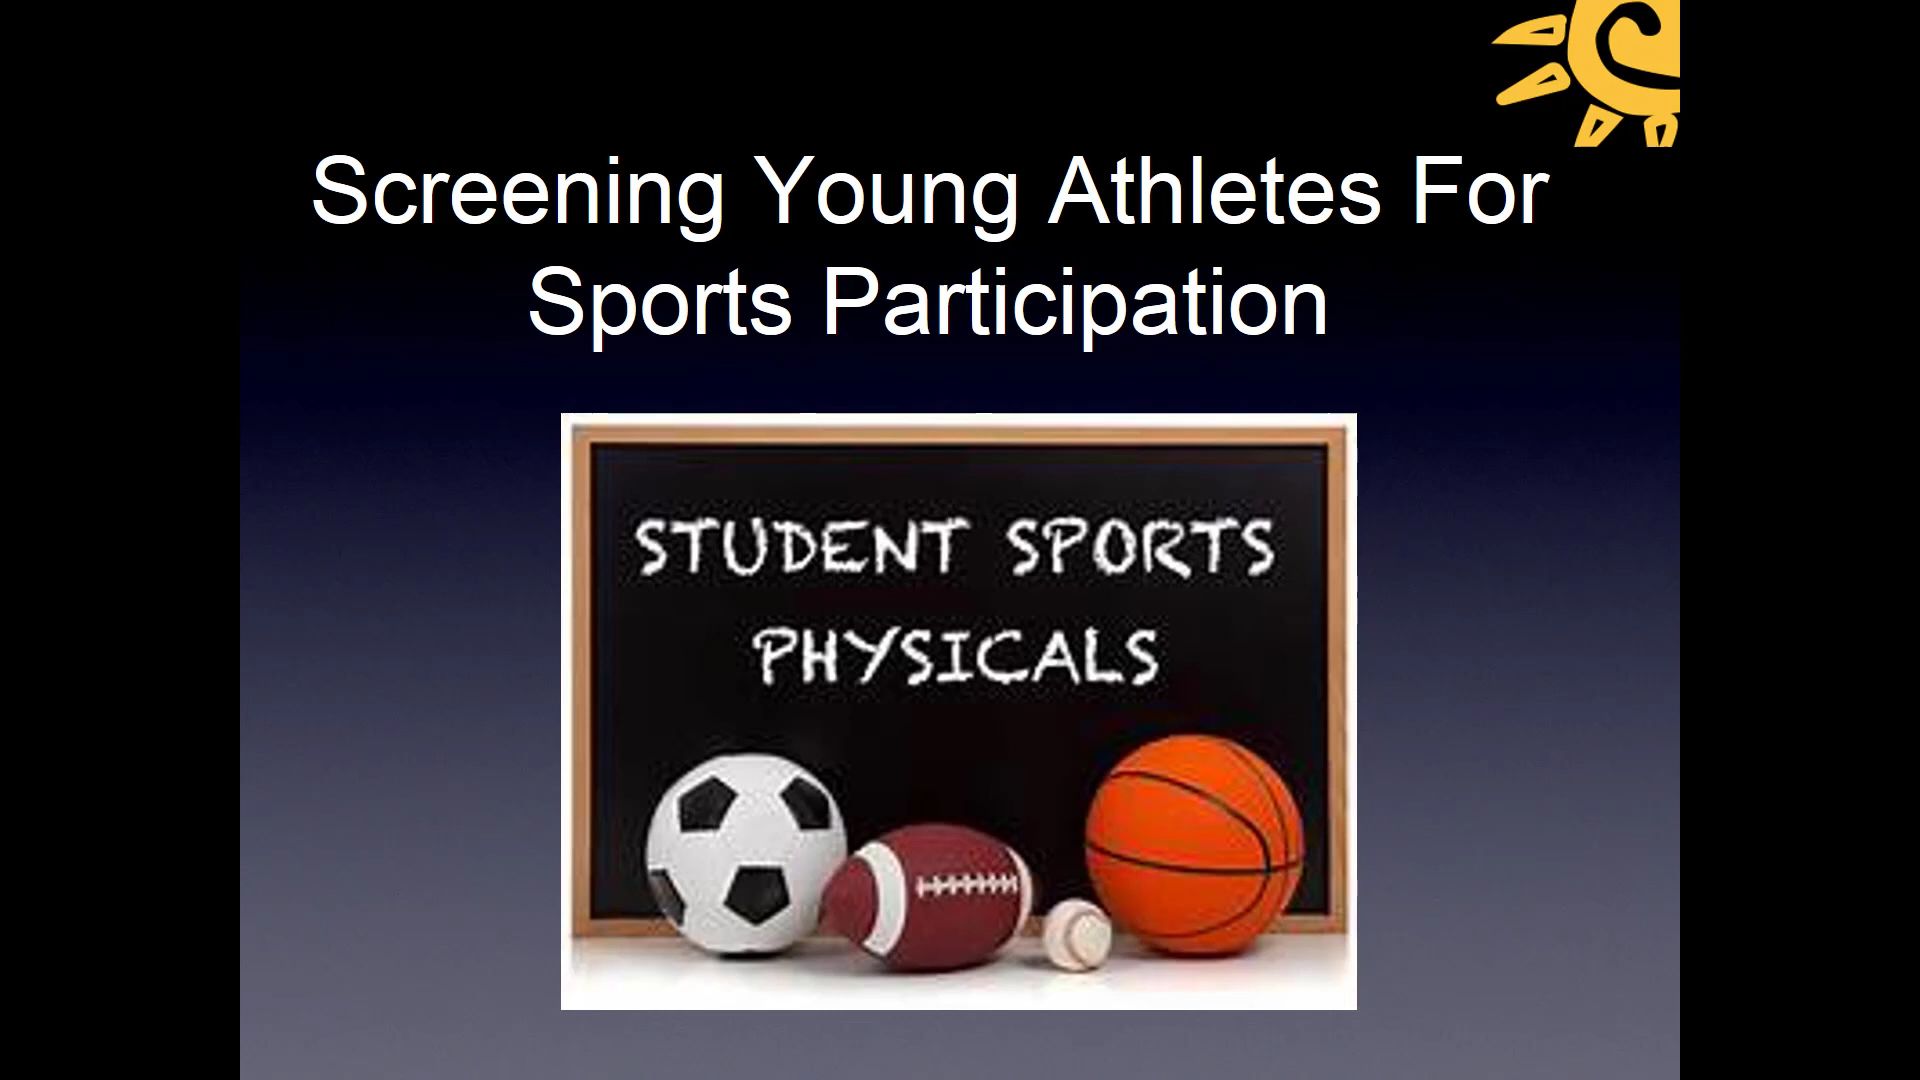 Screening Young Athletes For
Sports Participation
STUDENT SPORTS
PHYSICALS